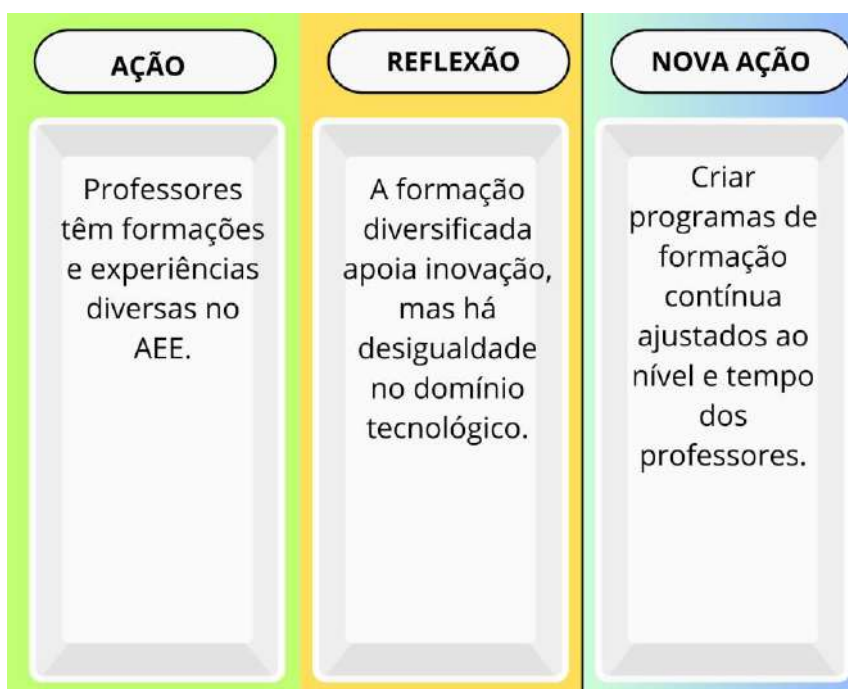 AÇÃO
Professores
têm formações
e experiências
diversas no
AEE.
REFLEXÃO
A formação
diversificada
apoia inovação,
mas há
desigualdade
no domínio
tecnológico.
NOVA AÇÃO
Criar
programas de
formação
contínua
ajustados ao
nível e tempo
dos
professores.